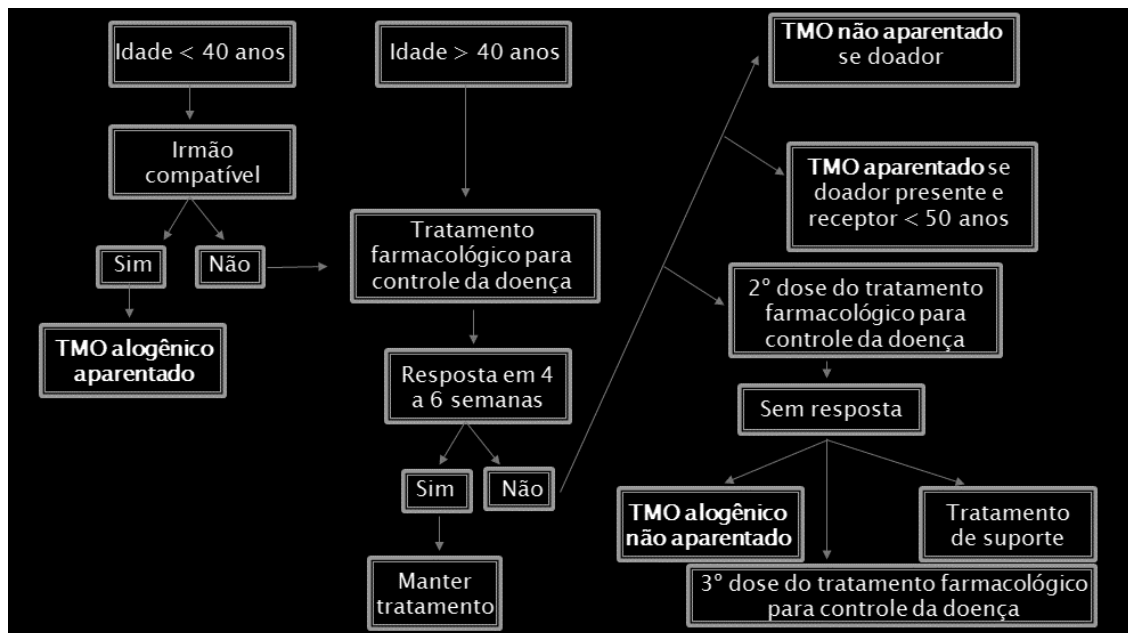 Idade < 40 anos
Irmão
compatível
Sim
Não
TMO alogênico
aparentado
Idade > 40 anos
Tratamento
farmacológico para
controle da doença
Resposta em 4
a 6 semanas
Sim
Não
Manter
tratamento
TMO não aparentado
se doador
TMO aparentado se
doador presente e
receptor < 50 anos
2º dose do tratamento
farmacológico para
controle da doença
Sem resposta
TMO alogênico
não aparentado
Tratamento
de suporte
3º dose do tratamento farmacológico
para controle da doença